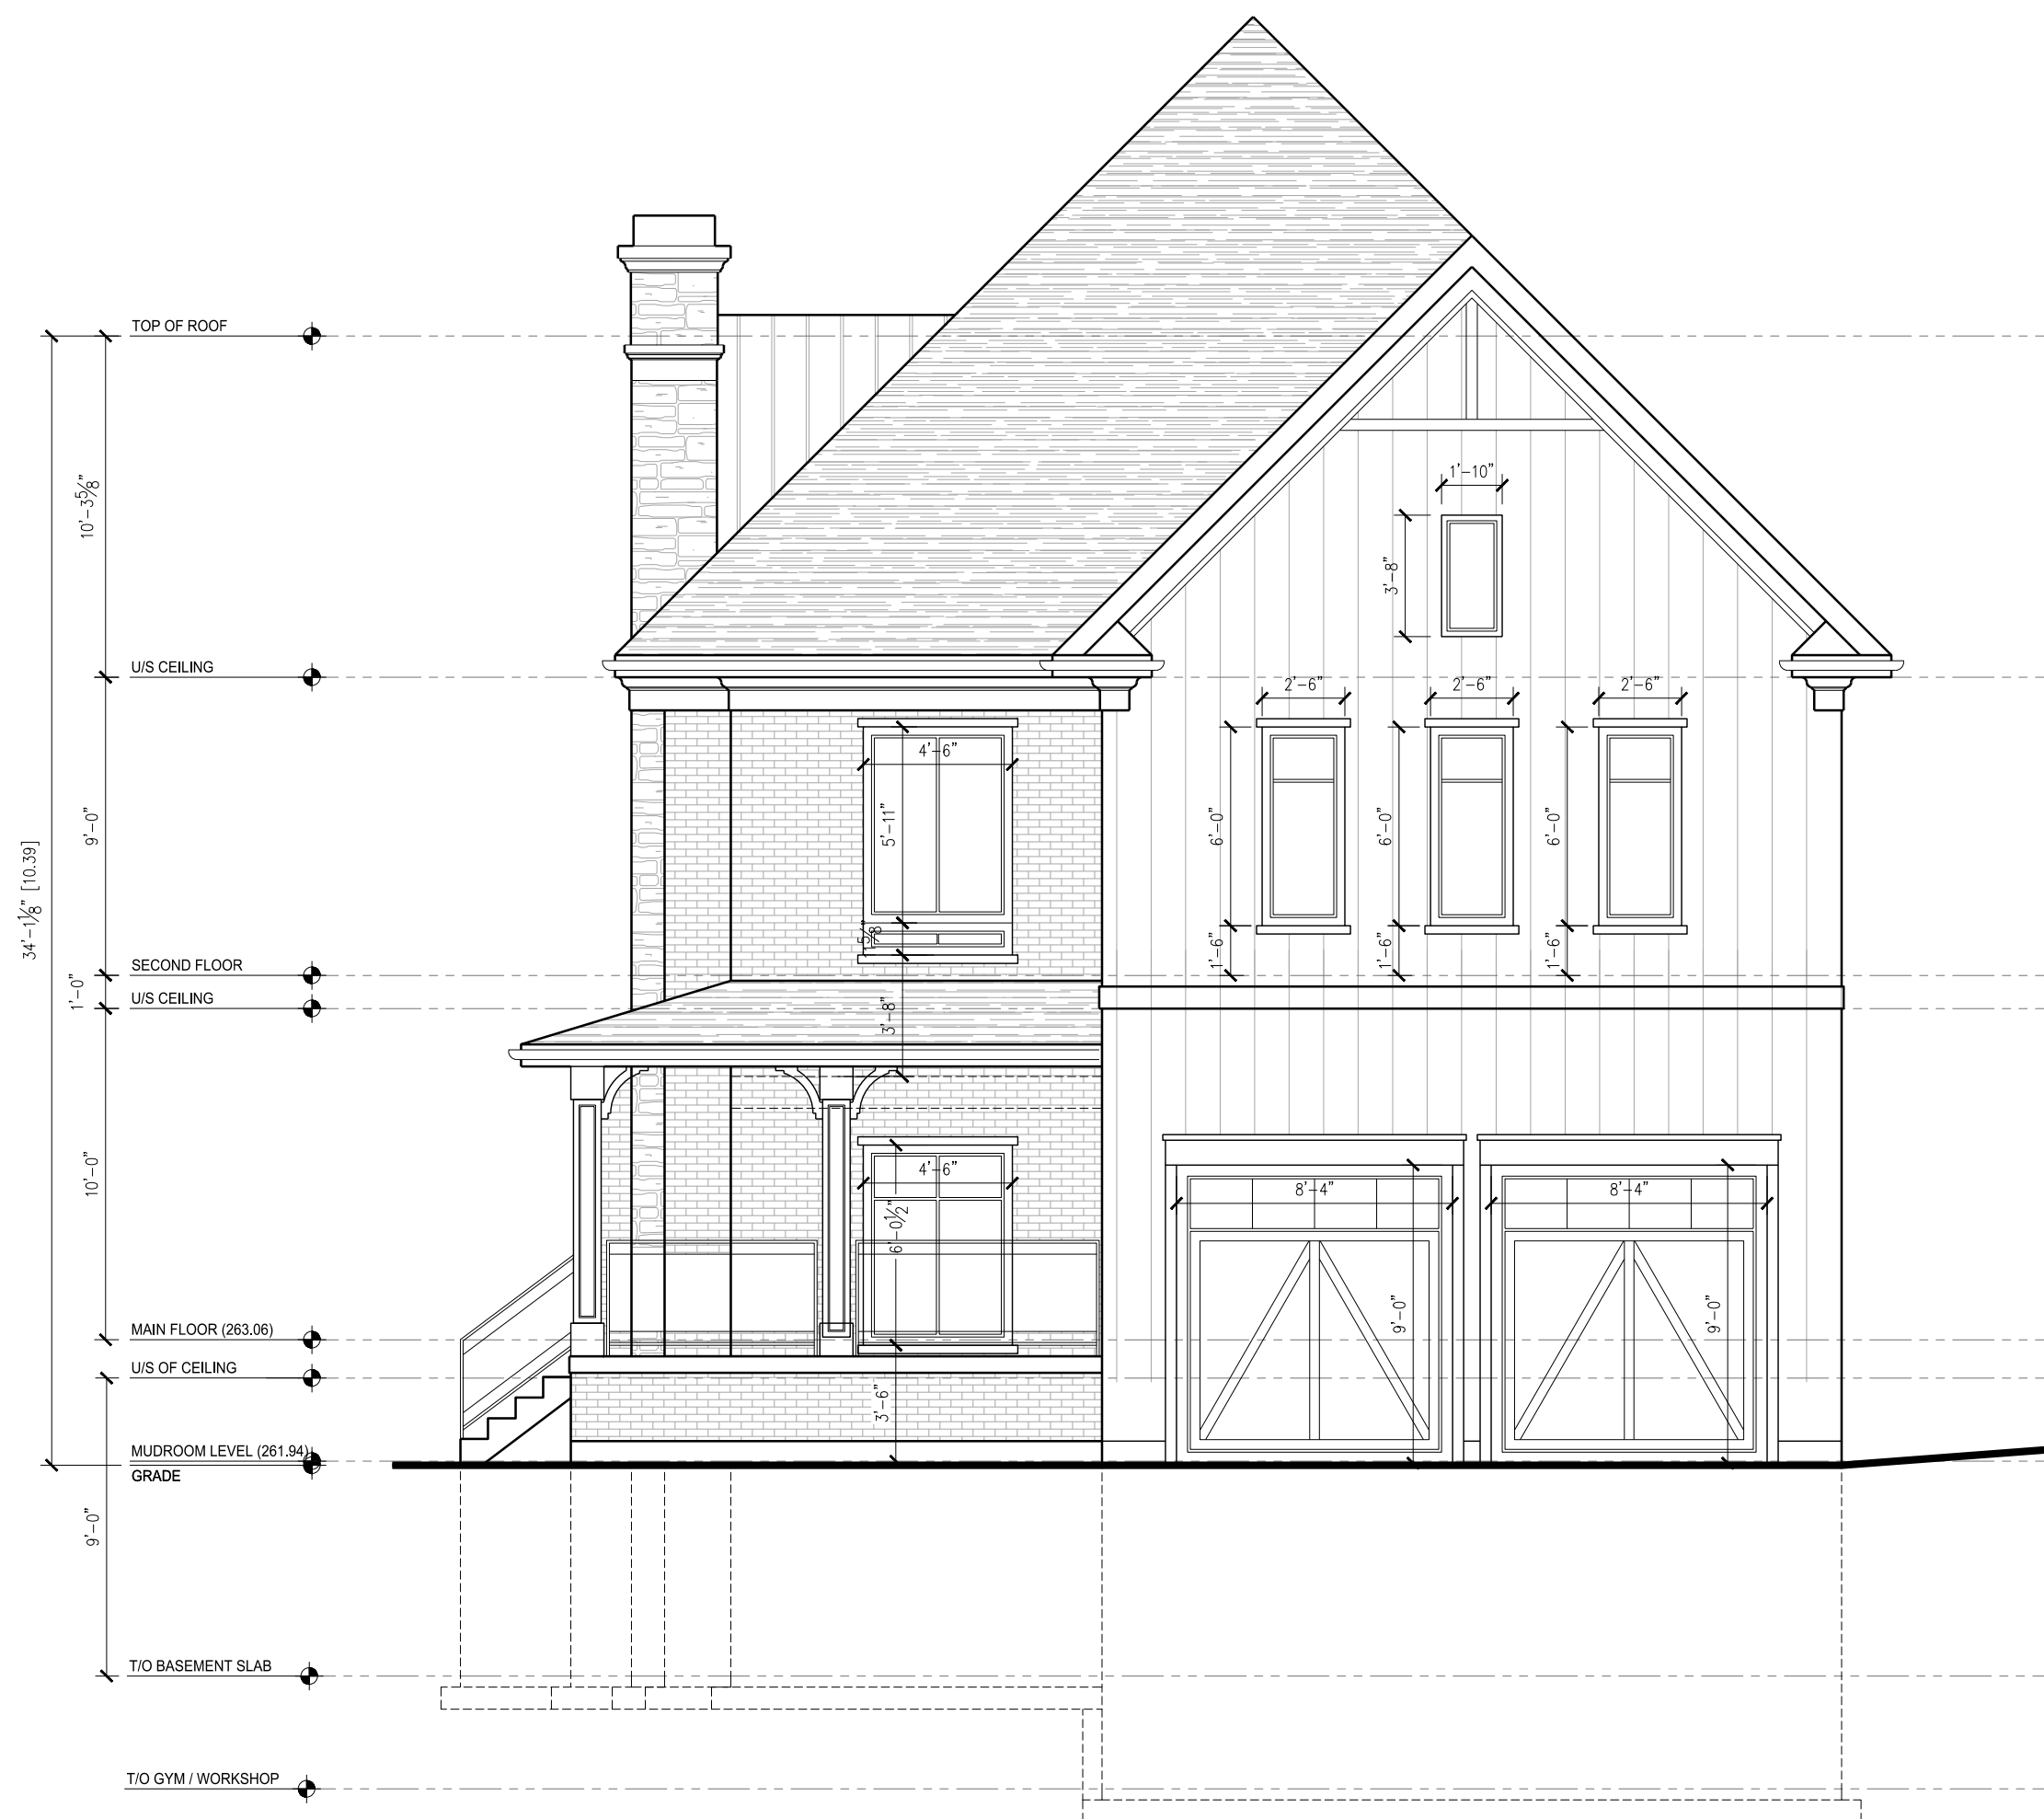 TOP OF ROOF
10'-3⅝"
1'-10"
3'-8"
U/S CEILING
2'-6"
2'-6"
2'-6"
4'-6"
5'-11"
9'-0"
6'-0"
6'-0"
6'-0"
34'-1⅛" [10.39]
1'-6"
1'-6"
1'-6"
SECOND FLOOR
1'-0"
U/S CEILING
3'-8"
10'-0"
4'-6"
6'-0½"
8'-4"
8'-4"
9'-0"
9'-0"
MAIN FLOOR (263.06)
U/S OF CEILING
3'-6"
MUDROOM LEVEL (261.94)
GRADE
9'-0"
T/O BASEMENT SLAB
T/O GYM / WORKSHOP